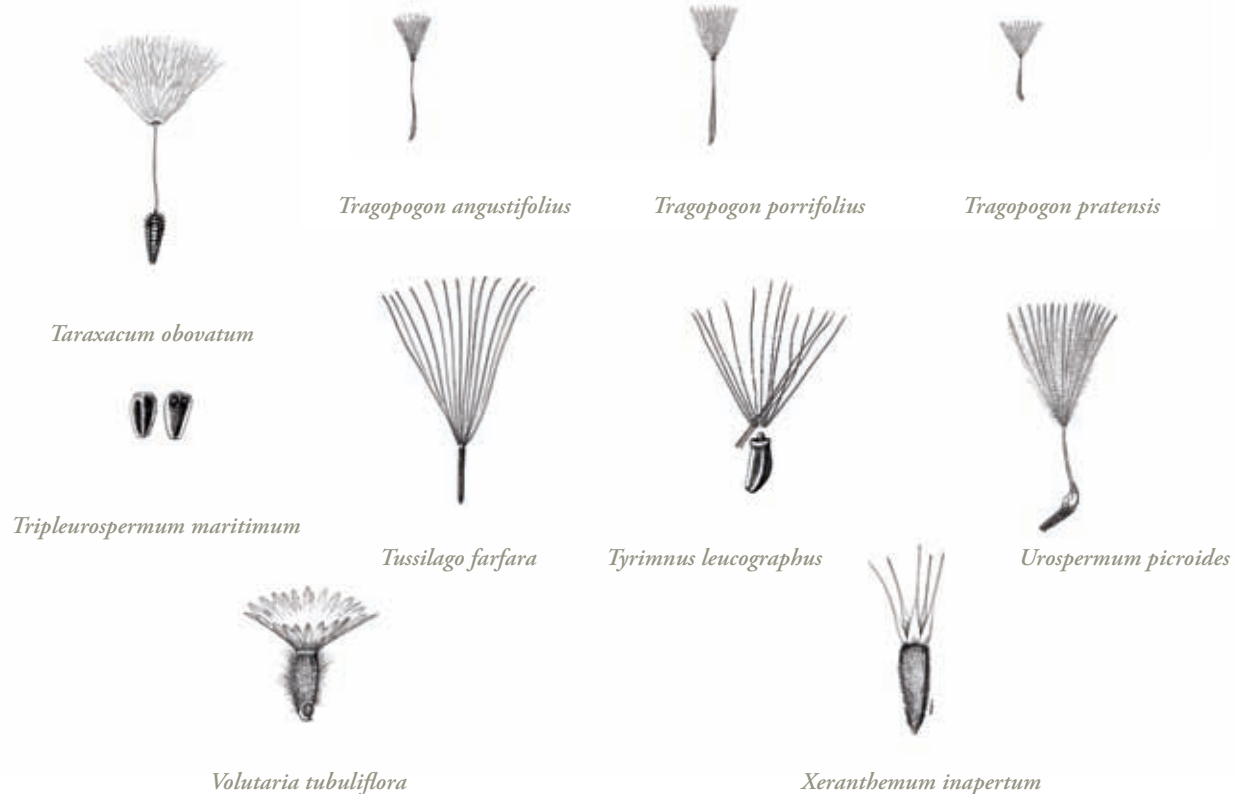 Tragopogon angustifolius
Tragopogon porrifolius
Tragopogon pratensis
Taraxacum obovatum
Tripleurospermum maritimum
Tussilago farfara
Tyrimnus leucographus
Urospermum picroides
Volutaria tubuliflora
Xeranthemum inapertum